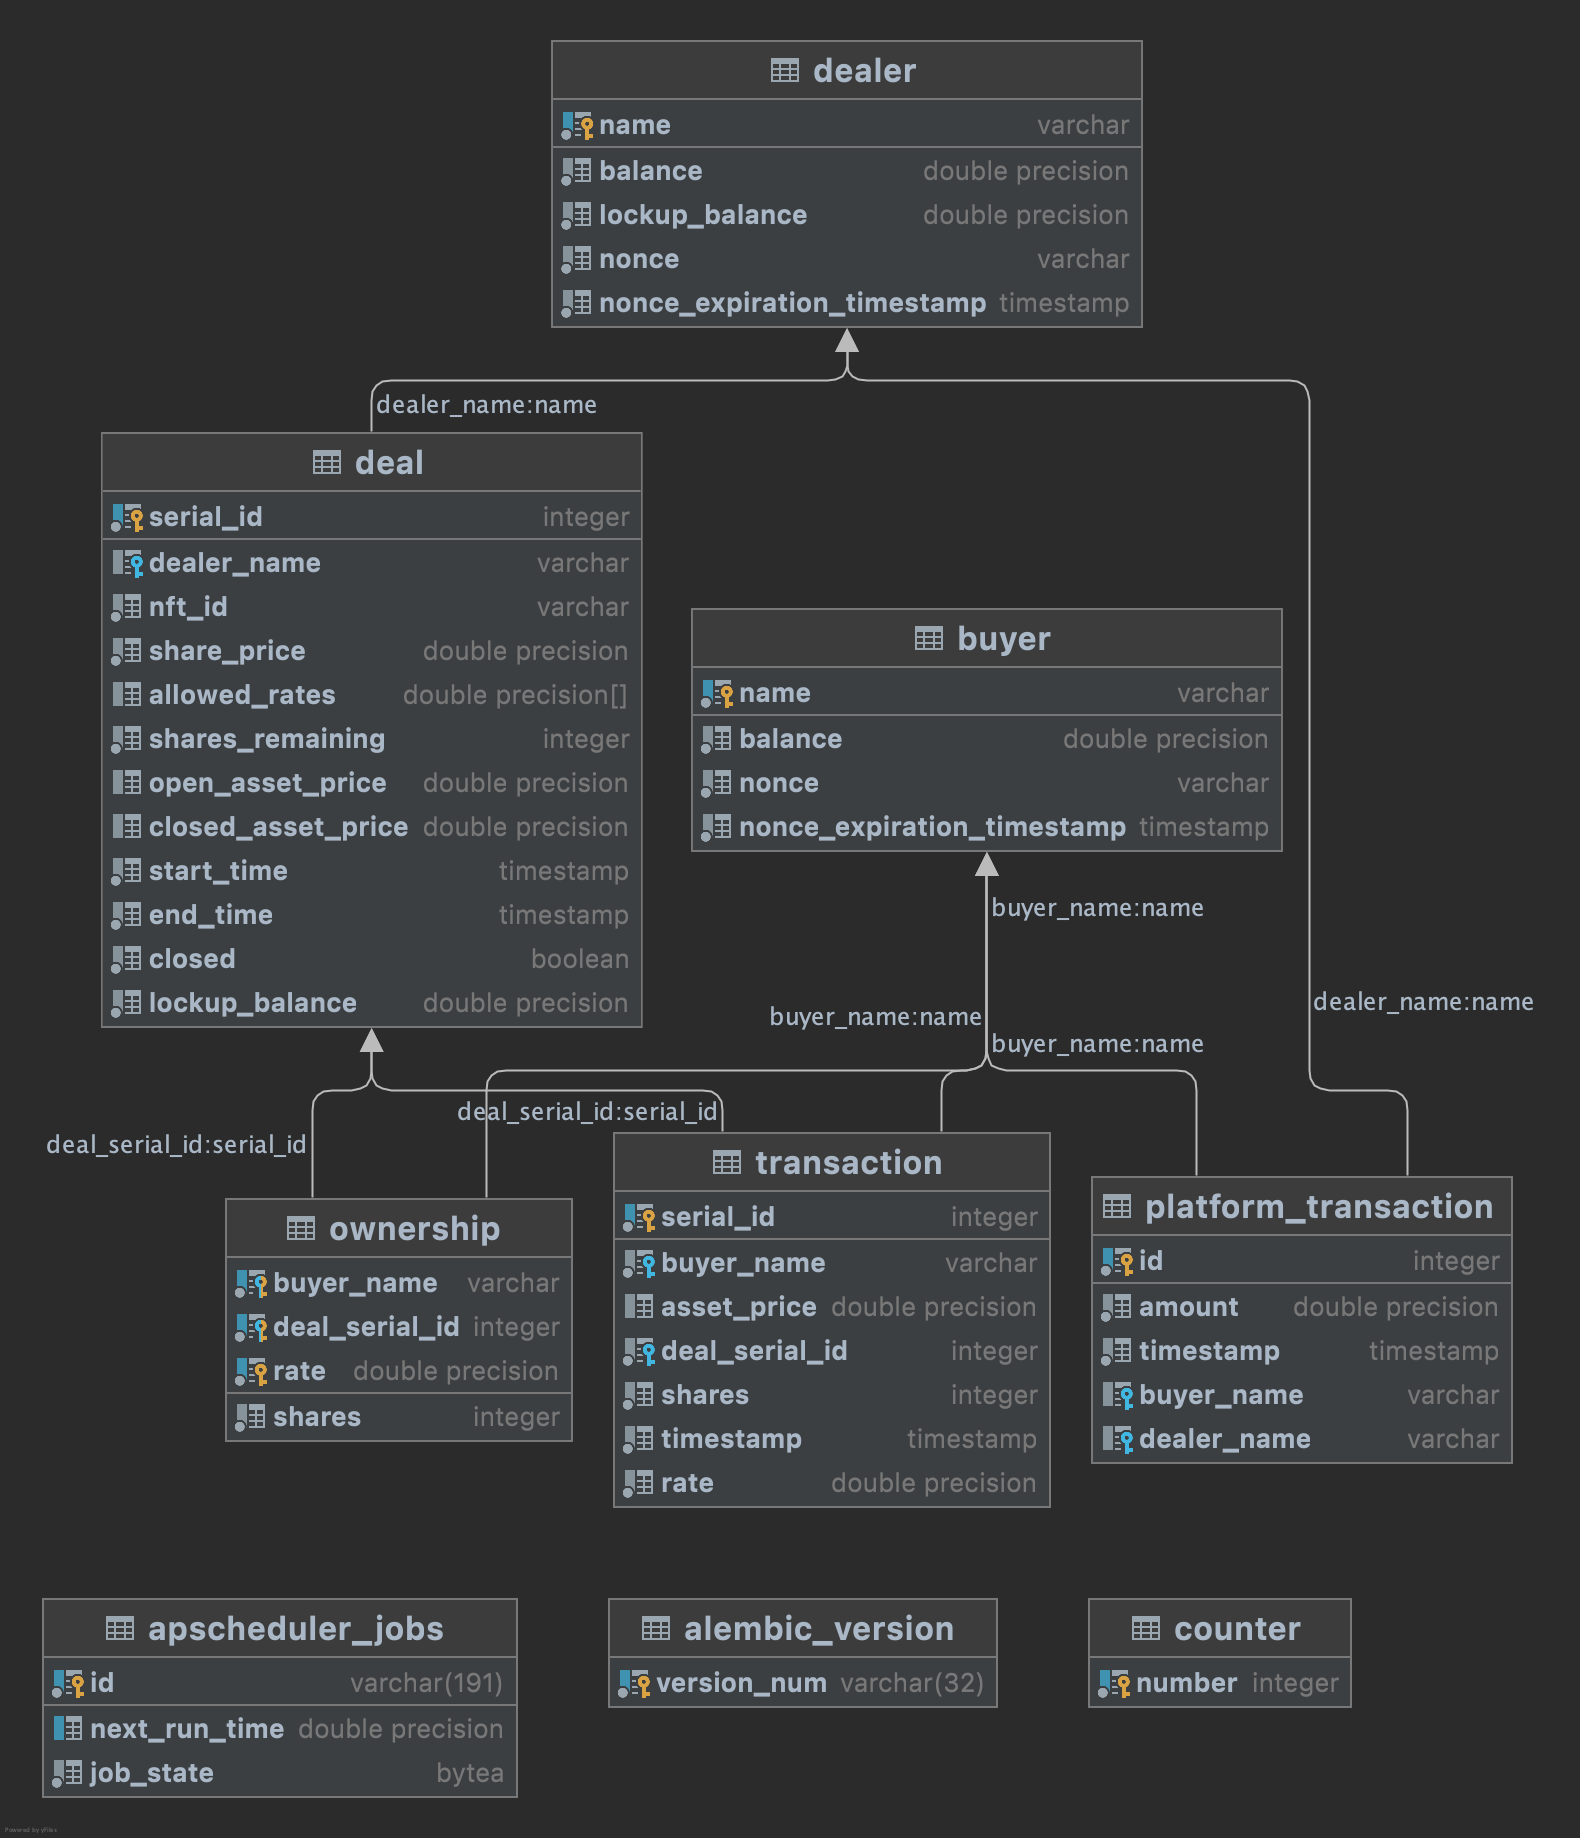 dealer
name varchar
balance double precision
lockup_balance double precision
nonce varchar
nonce_expiration_timestamp timestamp
dealer_name:name
deal
serial_id integer
dealer_name varchar
nft_id varchar
share_price double precision
allowed_rates double precision[]
shares_remaining integer
open_asset_price double precision
closed_asset_price double precision
start_time timestamp
end_time timestamp
closed boolean
lockup_balance double precision
buyer
name varchar
balance double precision
nonce varchar
nonce_expiration_timestamp timestamp
buyer_name:name
dealer_name:name
buyer_name:name
buyer_name:name
deal_serial_id:serial_id
deal_serial_id:serial_id
ownership
buyer_name varchar
deal_serial_id integer
rate double precision
shares integer
transaction
serial_id integer
buyer_name varchar
asset_price double precision
deal_serial_id integer
shares integer
timestamp timestamp
rate double precision
platform_transaction
id integer
amount double precision
timestamp timestamp
buyer_name varchar
dealer_name varchar
apscheduler_jobs
id varchar(191)
next_run_time double precision
job_state bytea
alembic_version
version_num varchar(32)
counter
number integer
Powered by yFiles